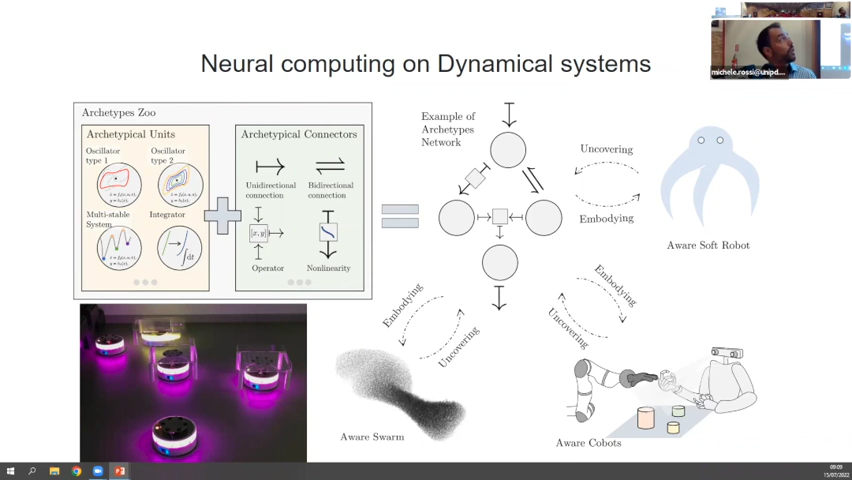 michele.rossi@unipd....
Neural computing on Dynamical systems
Archetypes Zoo
Archetypical Units
Oscillator
type 1
Oscillator
type 2
Multi-stable
System
Integrator
∫dt
Archetypical Connectors
Unidirectional
connection
Bidirectional
connection
[x, y]
Operator
Nonlinearity
Example of
Archetypes
Network
Uncovering
Embodying
Aware Soft Robot
Embodying
Uncovering
Aware Swarm
Embodying
Uncovering
Aware Cobots
09:09
15/07/2022